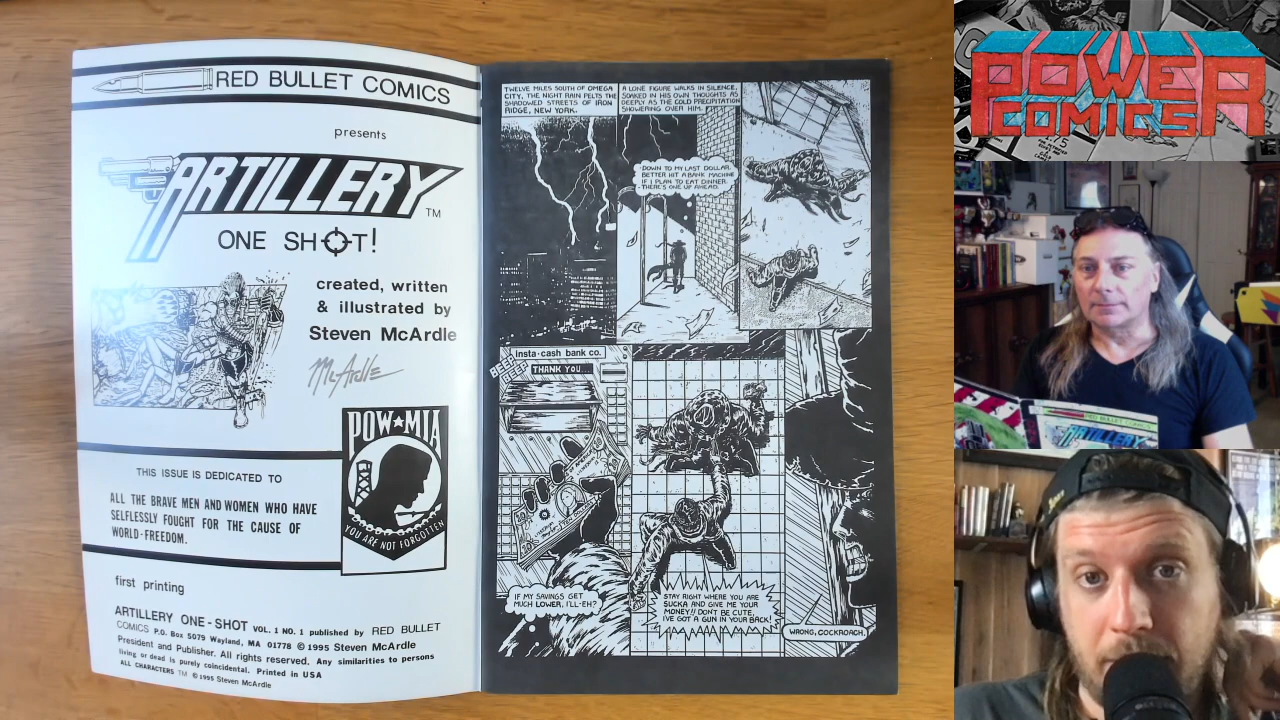 RED BULLET COMICS
presents
ARTILLERY TM
ONE SHOT!
created, written
& illustrated by
Steven McArdle
McArdle
POW★MIA
YOU ARE NOT FORGOTTEN
THIS ISSUE IS DEDICATED TO
ALL THE BRAVE MEN AND WOMEN WHO HAVE
SELFLESSLY FOUGHT FOR THE CAUSE OF
WORLD-FREEDOM.
first printing
ARTILLERY ONE-SHOT VOL. 1 NO. 1 published by RED BULLET
COMICS P.O. Box 5079 Wayland, MA 01778 © 1995 Steven McArdle
President and Publisher. All rights reserved. Any similarities to persons
living or dead is purely coincidental. Printed in USA
ALL CHARACTERS TM © 1995 Steven McArdle
TWELVE MILES SOUTH OF OMEGA
CITY, THE NIGHT RAIN PELTS THE
SHADOWED STREETS OF IRON
RIDGE, NEW YORK.
A LONE FIGURE WALKS IN SILENCE,
SOAKED IN HIS OWN THOUGHTS AS
DEEPLY AS THE COLD PRECIPITATION
SHOWERING OVER HIM.
DOWN TO MY LAST DOLLAR.
BETTER HIT A BANK MACHINE
IF I PLAN TO EAT DINNER.
THERE'S ONE UP AHEAD.
insta-cash bank co.
BEEP
BEEP
THANK YOU...
IF MY SAVINGS GET
MUCH LOWER, I'LL-EH?
STAY RIGHT WHERE YOU ARE
SUCKA AND GIVE ME YOUR
MONEY!! DON'T BE CUTE,
I'VE GOT A GUN IN YOUR BACK!
WRONG, COCKROACH.
POWER
COMICS
RED BULLET COMICS
ARTILLERY